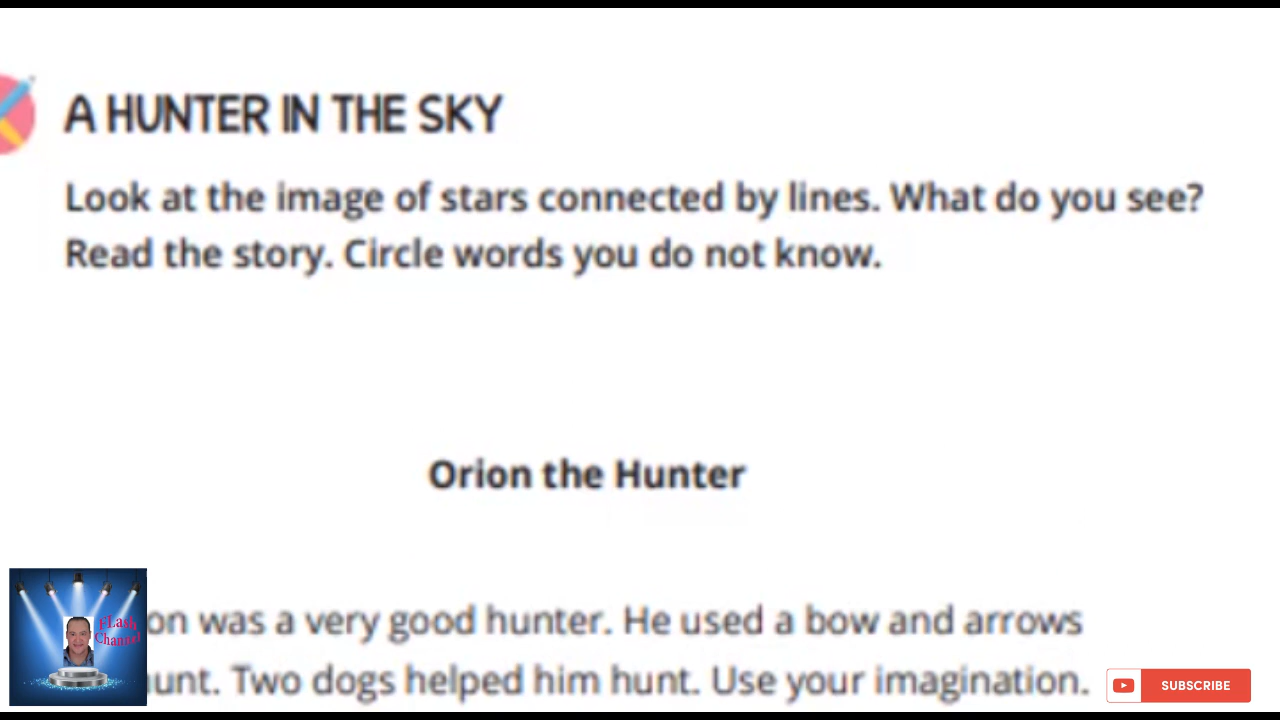 A HUNTER IN THE SKY
Look at the image of stars connected by lines. What do you see?
Read the story. Circle words you do not know.
Orion the Hunter
was a very good hunter. He used a bow and arrows
Two dogs helped him hunt. Use your imagination.
FLash
Channel
SUBSCRIBE